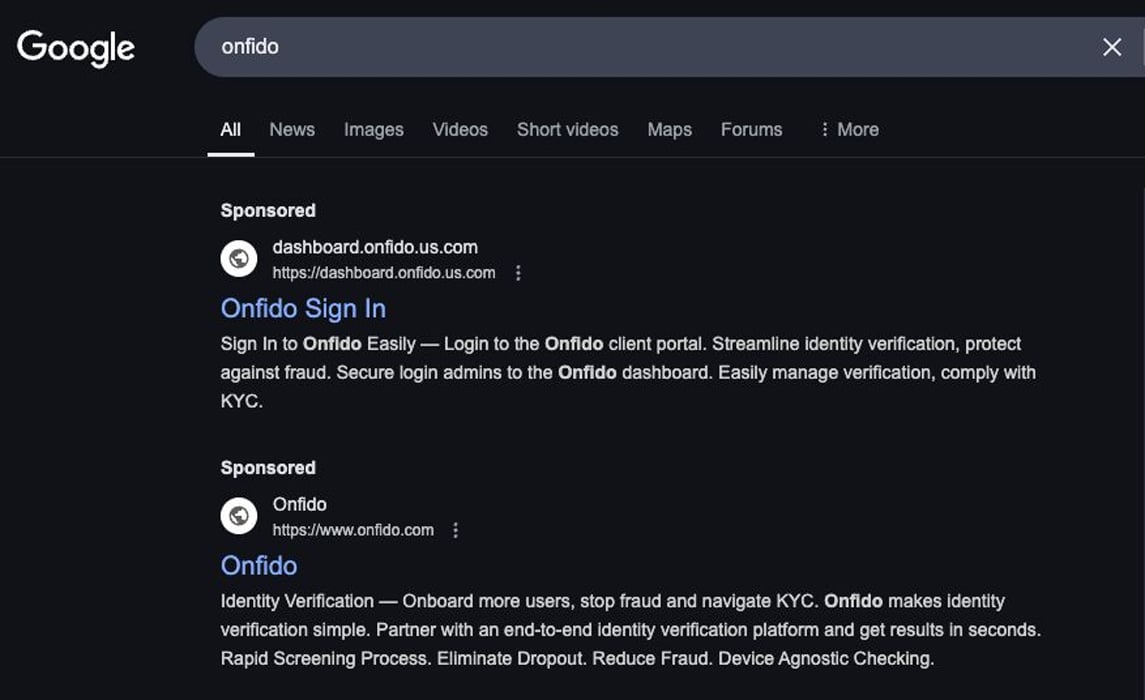 Google
onfido
All News Images Videos Short videos Maps Forums More
Sponsored
dashboard.onfido.us.com
https://dashboard.onfido.us.com
Onfido Sign In
Sign In to Onfido Easily — Login to the Onfido client portal. Streamline identity verification, protect
against fraud. Secure login admins to the Onfido dashboard. Easily manage verification, comply with
KYC.
Sponsored
Onfido
https://www.onfido.com
Onfido
Identity Verification — Onboard more users, stop fraud and navigate KYC. Onfido makes identity
verification simple. Partner with an end-to-end identity verification platform and get results in seconds.
Rapid Screening Process. Eliminate Dropout. Reduce Fraud. Device Agnostic Checking.